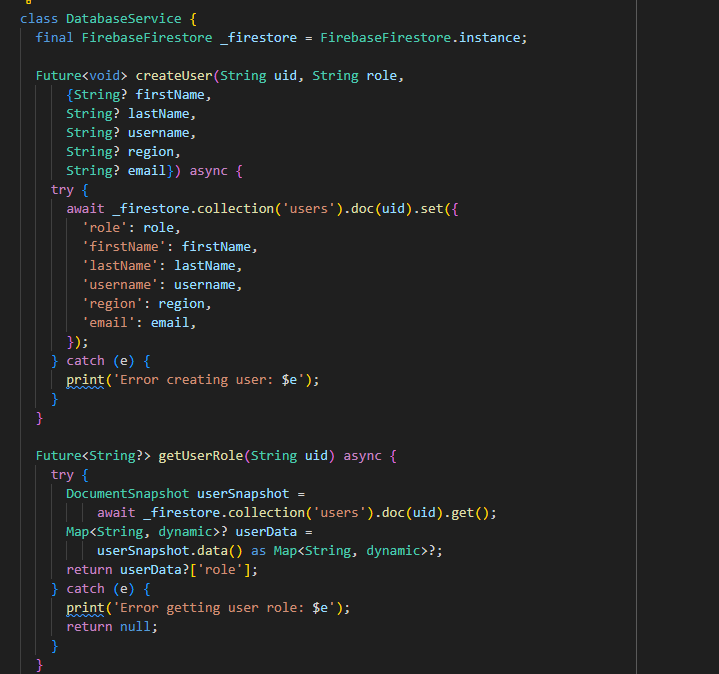 class DatabaseService {
  final FirebaseFirestore _firestore = FirebaseFirestore.instance;

  Future<void> createUser(String uid, String role,
      {String? firstName,
      String? lastName,
      String? username,
      String? region,
      String? email}) async {
    try {
      await _firestore.collection('users').doc(uid).set({
        'role': role,
        'firstName': firstName,
        'lastName': lastName,
        'username': username,
        'region': region,
        'email': email,
      });
    } catch (e) {
      print('Error creating user: $e');
    }
  }

  Future<String?> getUserRole(String uid) async {
    try {
      DocumentSnapshot userSnapshot =
          await _firestore.collection('users').doc(uid).get();
      Map<String, dynamic>? userData =
          userSnapshot.data() as Map<String, dynamic>?;
      return userData?['role'];
    } catch (e) {
      print('Error getting user role: $e');
      return null;
    }
  }